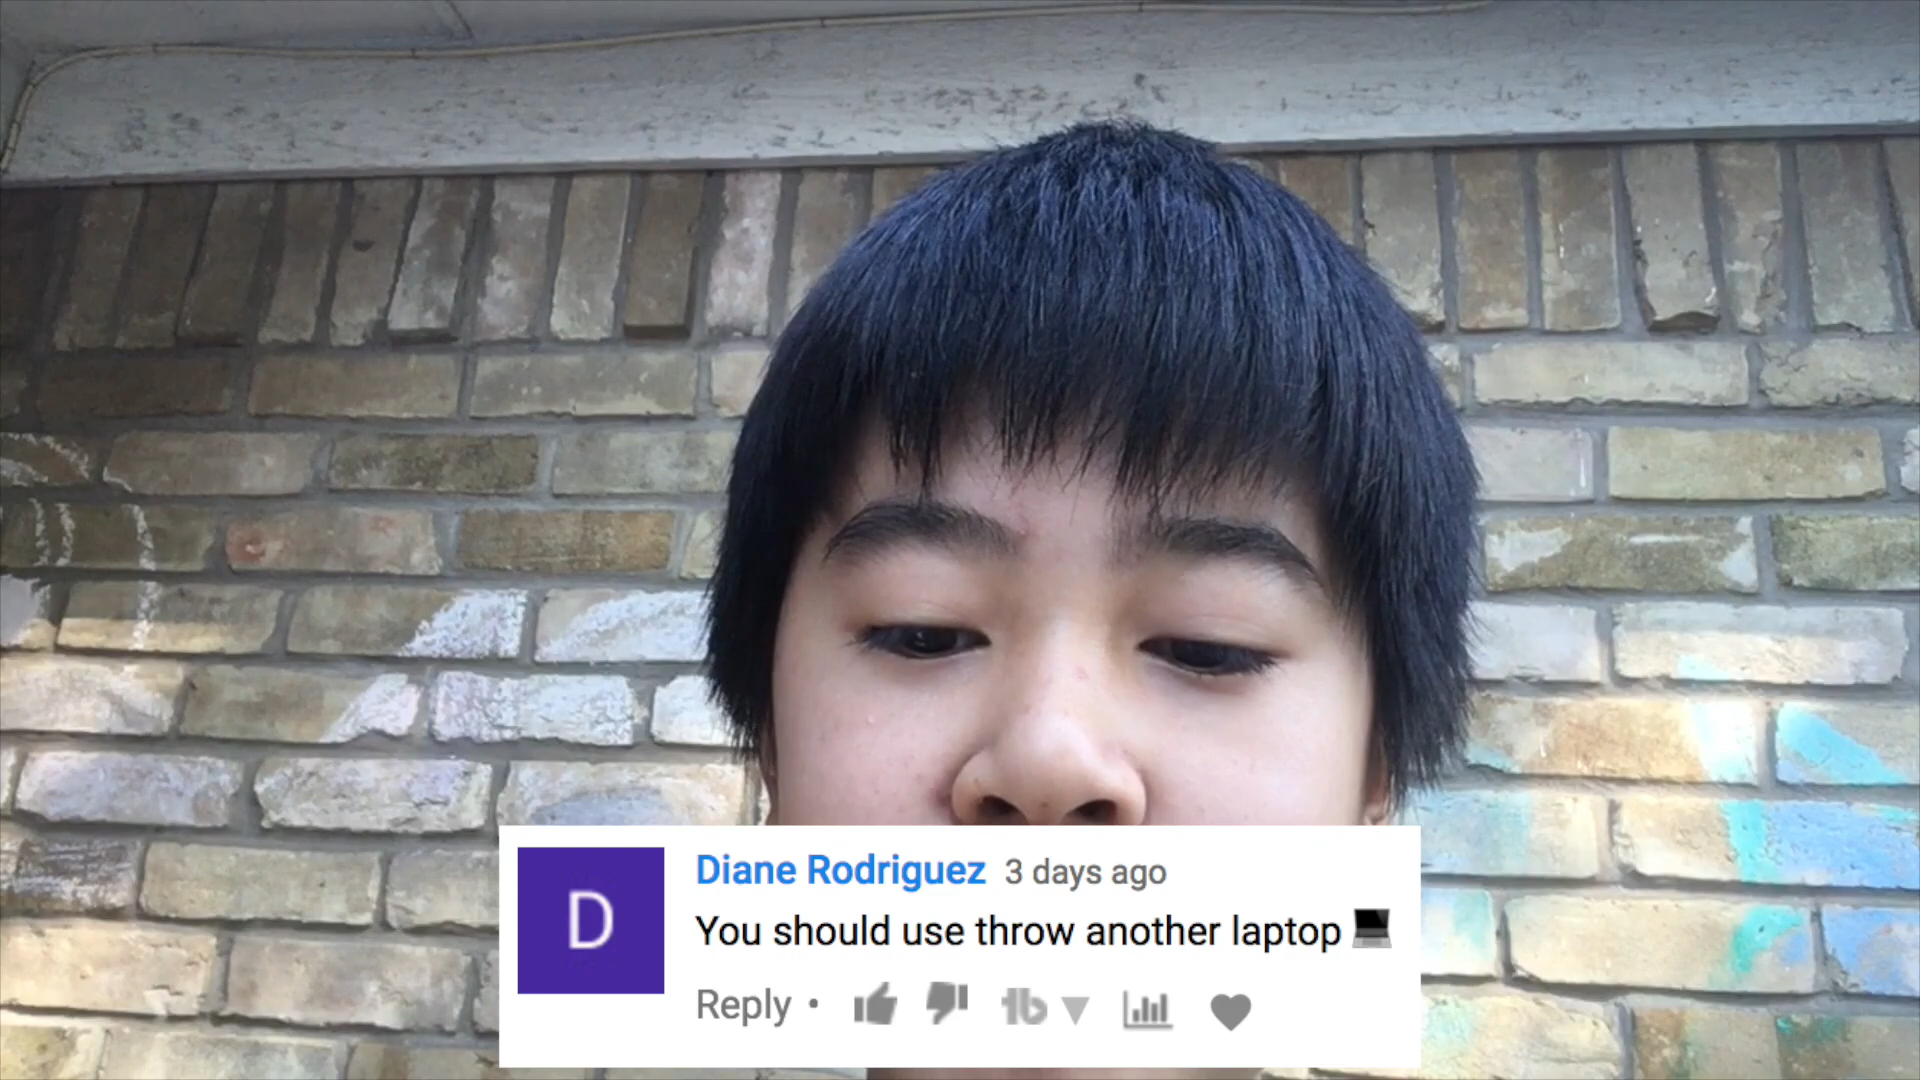 D
Diane Rodriguez 3 days ago
You should use throw another laptop 💻
Reply •